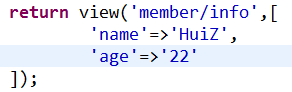 return view('member/info',[
'name'=>'HuiZ',
'age'=>'22'
]);